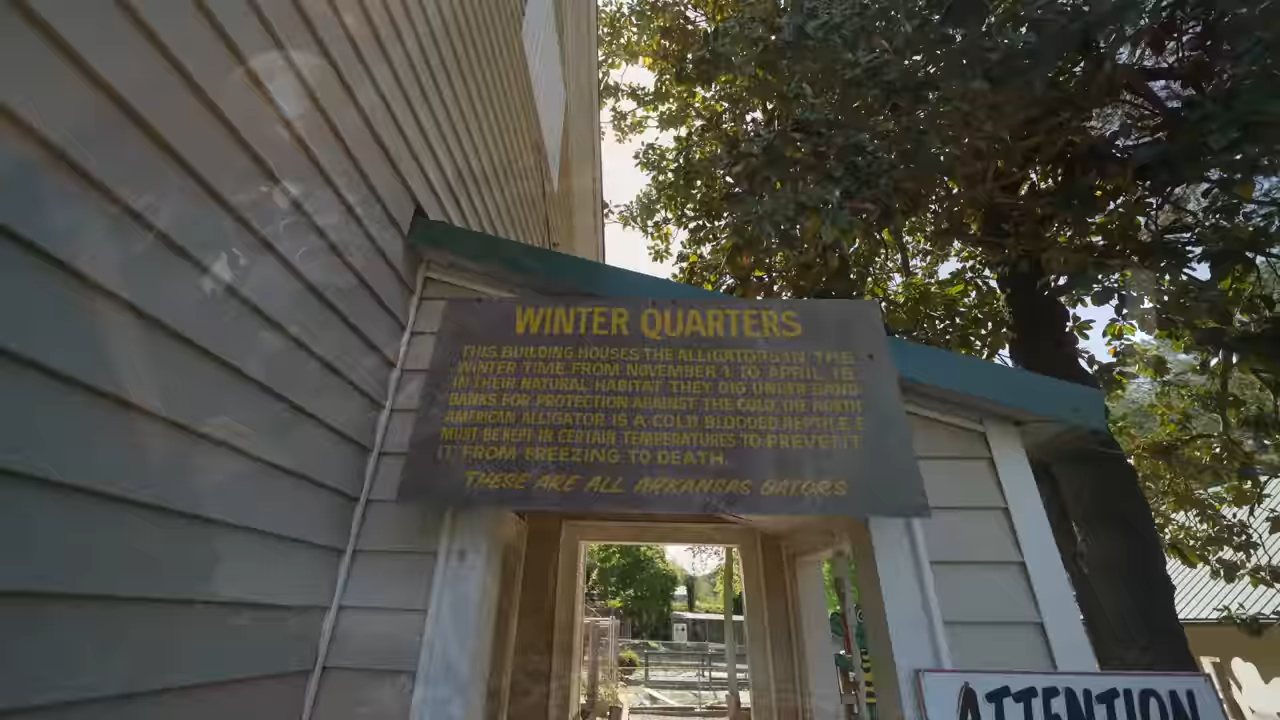 WINTER QUARTERS
THIS BUILDING HOUSES THE ALLIGATORS IN THE
WINTER TIME FROM NOVEMBER 1 TO APRIL 15
IN THEIR NATURAL HABITAT THEY DIG UNDER
BANKS FOR PROTECTION AGAINST THE COLD. THE NORTH
AMERICAN ALLIGATOR IS A COLD BLOODED REPTILE &
MUST BE KEPT IN CERTAIN TEMPERATURES TO PREVENT
IT FROM FREEZING TO DEATH.
THESE ARE ALL ARKANSAS GATORS
ATTENTION